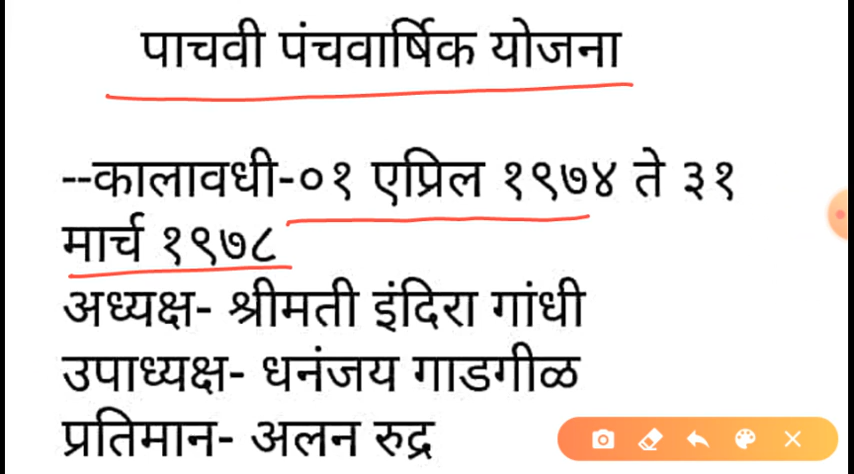 पाचवी पंचवार्षिक योजना
--कालावधी-०१ एप्रिल १९७४ ते ३१
मार्च १९७८
अध्यक्ष- श्रीमती इंदिरा गांधी
उपाध्यक्ष- धनंजय गाडगीळ
प्रतिमान- अलन रुद्र